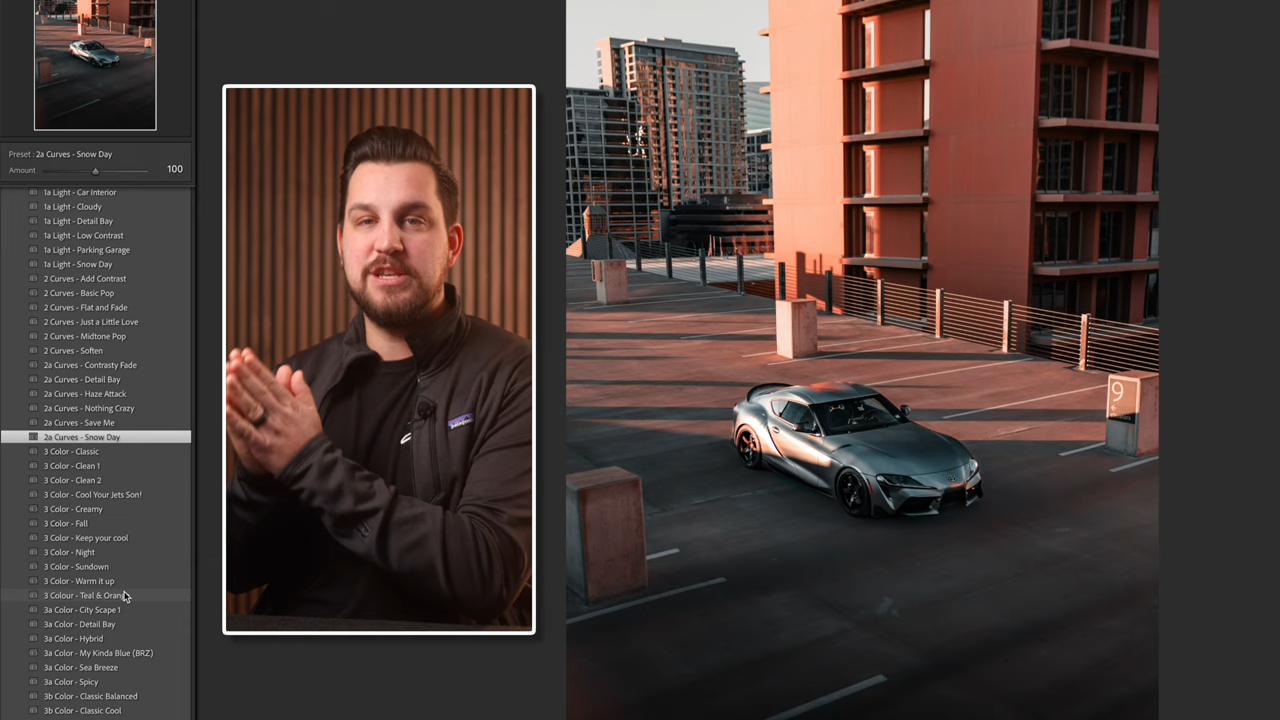 Preset : 2a Curves - Snow Day
Amount 100
1a Light - Car Interior
1a Light - Cloudy
1a Light - Detail Bay
1a Light - Low Contrast
1a Light - Parking Garage
1a Light - Snow Day
2 Curves - Add Contrast
2 Curves - Basic Pop
2 Curves - Flat and Fade
2 Curves - Just a Little Love
2 Curves - Midtone Pop
2 Curves - Soften
2a Curves - Contrasty Fade
2a Curves - Detail Bay
2a Curves - Haze Attack
2a Curves - Nothing Crazy
2a Curves - Save Me
2a Curves - Snow Day
3 Color - Classic
3 Color - Clean 1
3 Color - Clean 2
3 Color - Cool Your Jets Son!
3 Color - Creamy
3 Color - Fall
3 Color - Keep your cool
3 Color - Night
3 Color - Sundown
3 Color - Warm it up
3 Colour - Teal & Orang
3a Color - City Scape 1
3a Color - Detail Bay
3a Color - Hybrid
3a Color - My Kinda Blue (BRZ)
3a Color - Sea Breeze
3a Color - Spicy
3b Color - Classic Balanced
3b Color - Classic Cool
patagonia
9